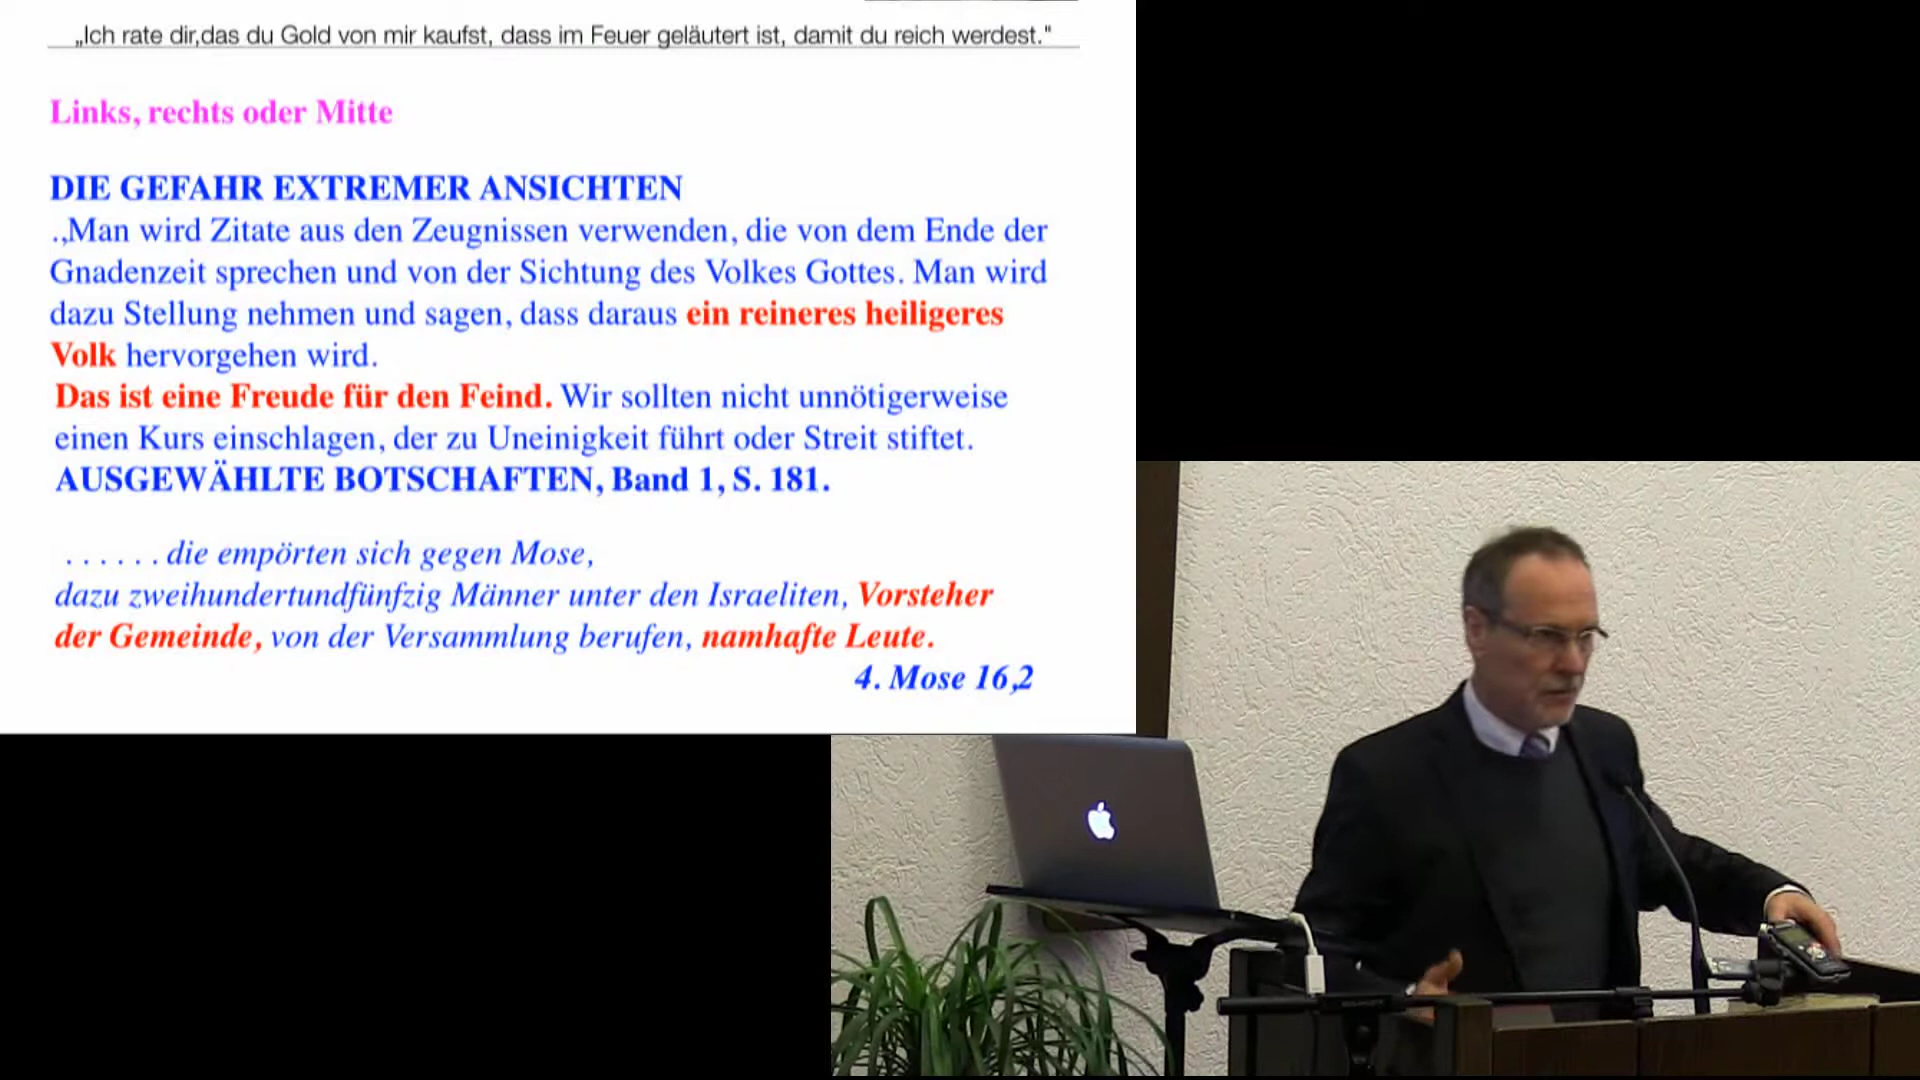 „Ich rate dir,das du Gold von mir kaufst, dass im Feuer geläutert ist, damit du reich werdest."
Links, rechts oder Mitte
DIE GEFAHR EXTREMER ANSICHTEN
.„Man wird Zitate aus den Zeugnissen verwenden, die von dem Ende der
Gnadenzeit sprechen und von der Sichtung des Volkes Gottes. Man wird
dazu Stellung nehmen und sagen, dass daraus ein reineres heiligeres
Volk hervorgehen wird.
Das ist eine Freude für den Feind. Wir sollten nicht unnötigerweise
einen Kurs einschlagen, der zu Uneinigkeit führt oder Streit stiftet.
AUSGEWÄHLTE BOTSCHAFTEN, Band 1, S. 181.
. . . . . . die empörten sich gegen Mose,
dazu zweihundertundfünfzig Männer unter den Israeliten, Vorsteher
der Gemeinde, von der Versammlung berufen, namhafte Leute.
4. Mose 16,2